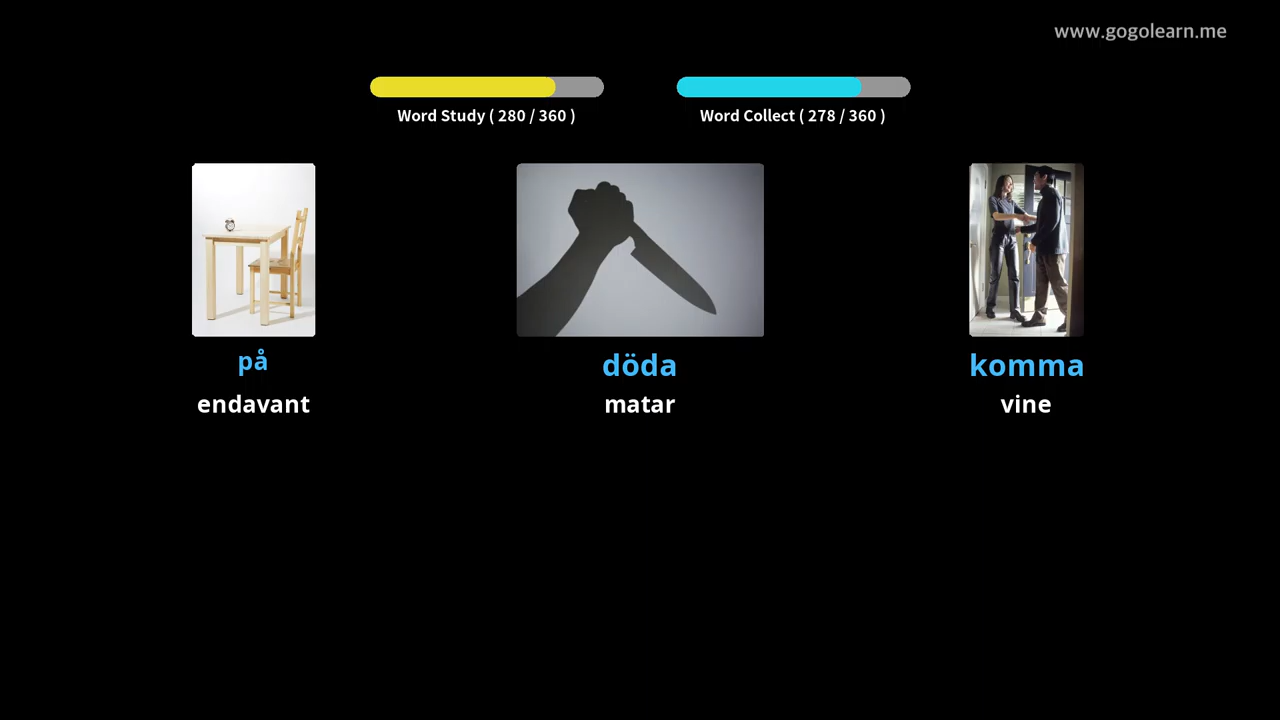 www.gogolearn.me
Word Study ( 280 / 360 )
Word Collect ( 278 / 360 )
på
döda
komma
endavant
matar
vine